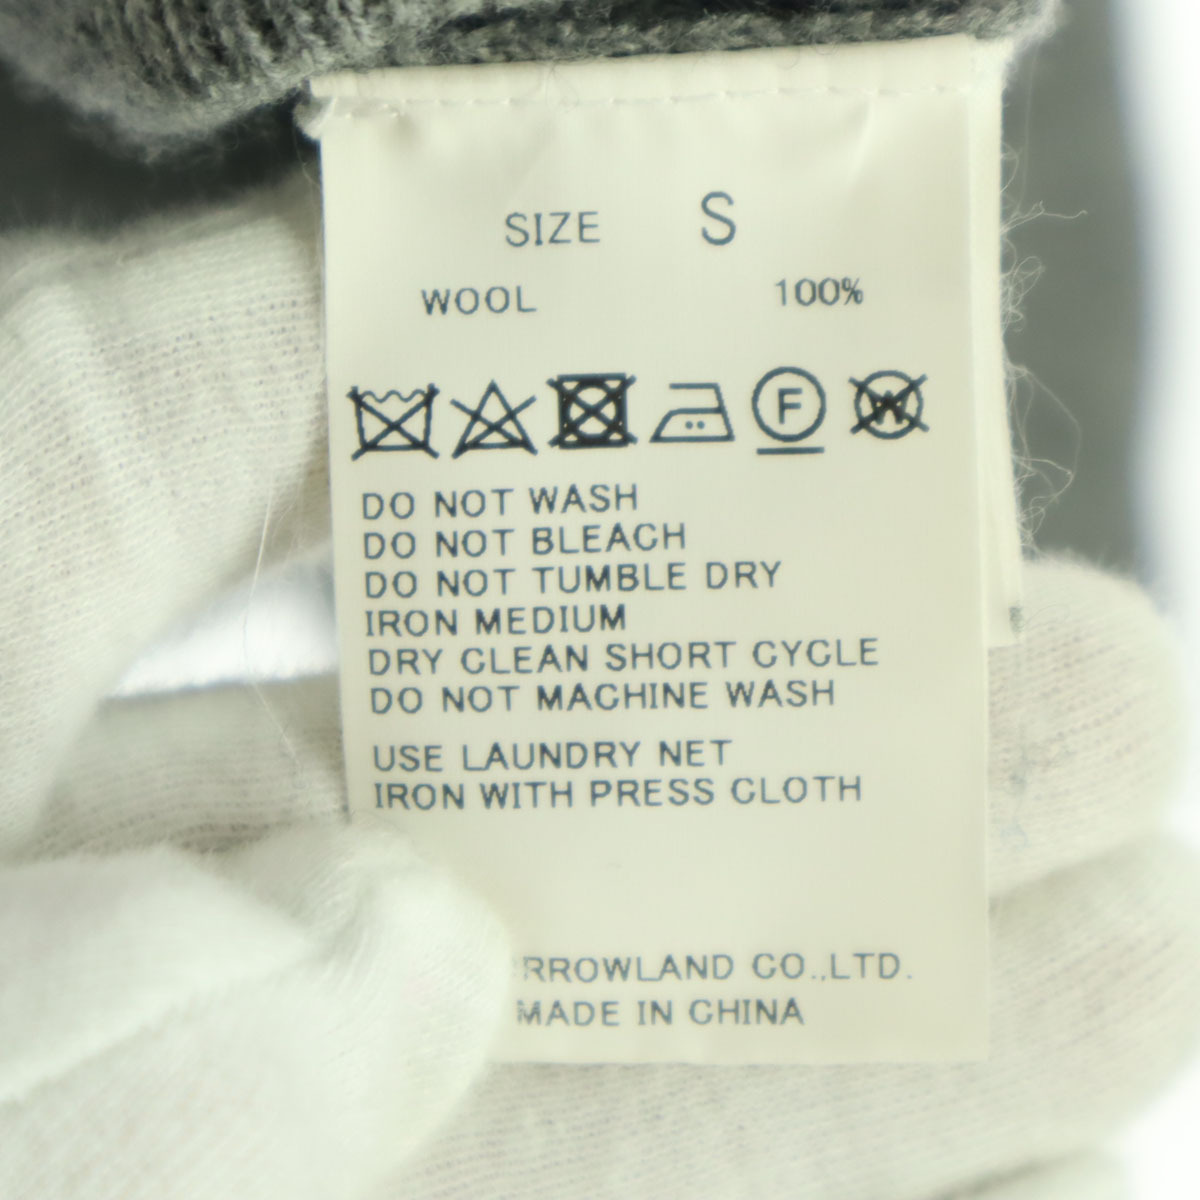 SIZE S
WOOL 100%
F W
DO NOT WASH
DO NOT BLEACH
DO NOT TUMBLE DRY
IRON MEDIUM
DRY CLEAN SHORT CYCLE
DO NOT MACHINE WASH
USE LAUNDRY NET
IRON WITH PRESS CLOTH
RROWLAND CO.,LTD.
MADE IN CHINA